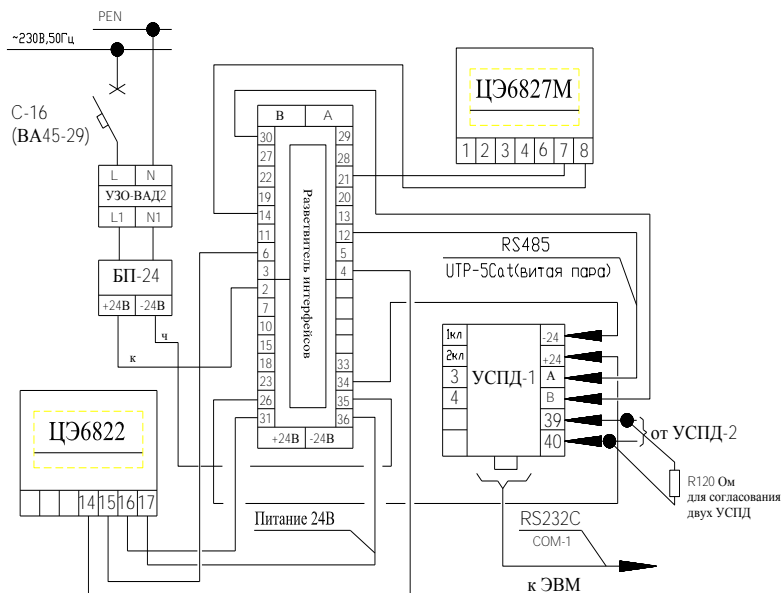 PEN
~230В,50Гц
С-16
(ВА45-29)
L N
УЗО-ВАД2
L1 N1
БП-24
+24В -24В
к
ч
В А
30 29
27 28
22 21
19 20
14 13
11 12
6 5
3 4
2
7
10
15
18 33
23 34
26 35
31 36
+24В -24В
Разветвитель интерфейсов
ЦЭ6827М
1 2 3 4 6 7 8
RS485
UTP-5Cat(витая пара)
1кл -24
2кл +24
3 А
4 В
УСПД-1
39
40
от УСПД-2
R120 Ом
для согласования
двух УСПД
ЦЭ6822
14 15 16 17
Питание 24В
RS232C
COM-1
к ЭВМ